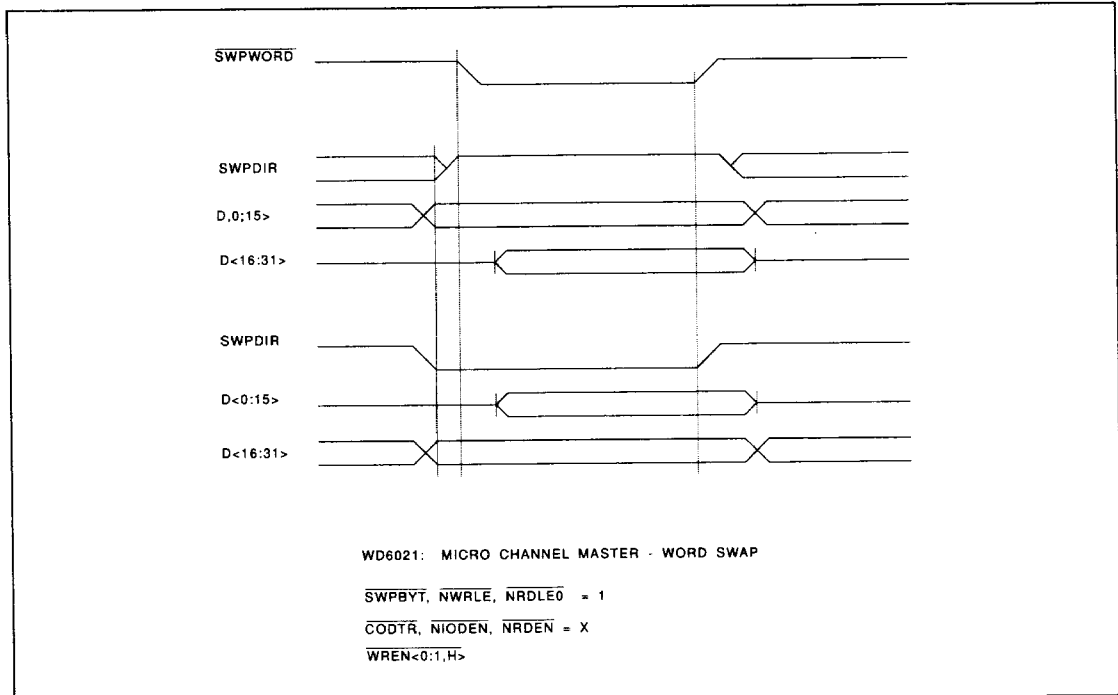 SWPWORD
SWPDIR
D,0;15>
D<16:31>
SWPDIR
D<0:15>
D<16:31>
WD6021: MICRO CHANNEL MASTER - WORD SWAP
SWPBYT, NWRLE, NRDLE0 = 1
CODTR, NIODEN, NRDEN = X
WREN<0:1,H>